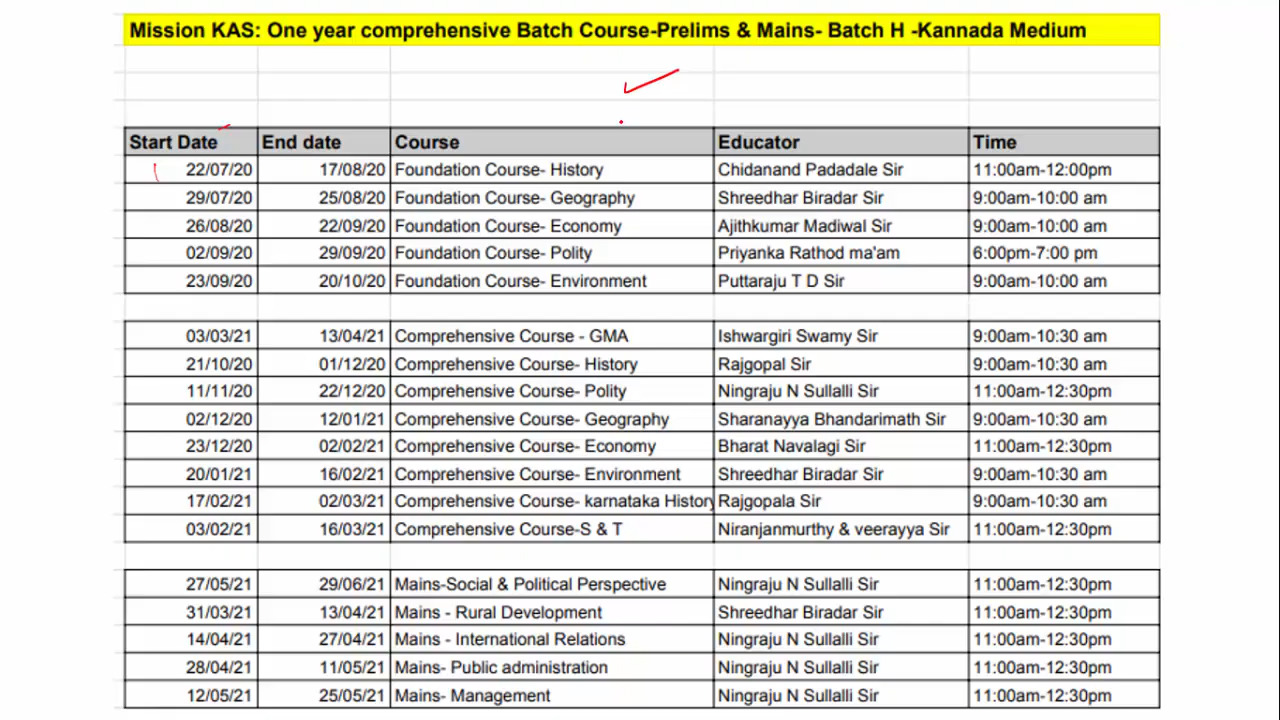 Mission KAS: One year comprehensive Batch Course-Prelims & Mains- Batch H -Kannada Medium
Start Date End date Course Educator Time
22/07/20 17/08/20 Foundation Course- History Chidanand Padadale Sir 11:00am-12:00pm
29/07/20 25/08/20 Foundation Course- Geography Shreedhar Biradar Sir 9:00am-10:00 am
26/08/20 22/09/20 Foundation Course- Economy Ajithkumar Madiwal Sir 9:00am-10:00 am
02/09/20 29/09/20 Foundation Course- Polity Priyanka Rathod ma'am 6:00pm-7:00 pm
23/09/20 20/10/20 Foundation Course- Environment Puttaraju T D Sir 9:00am-10:00 am
03/03/21 13/04/21 Comprehensive Course - GMA Ishwargiri Swamy Sir 9:00am-10:30 am
21/10/20 01/12/20 Comprehensive Course- History Rajgopal Sir 9:00am-10:30 am
11/11/20 22/12/20 Comprehensive Course- Polity Ningraju N Sullalli Sir 11:00am-12:30pm
02/12/20 12/01/21 Comprehensive Course- Geography Sharanayya Bhandarimath Sir 9:00am-10:30 am
23/12/20 02/02/21 Comprehensive Course- Economy Bharat Navalagi Sir 11:00am-12:30pm
20/01/21 16/02/21 Comprehensive Course- Environment Shreedhar Biradar Sir 9:00am-10:30 am
17/02/21 02/03/21 Comprehensive Course- karnataka History Rajgopala Sir 9:00am-10:30 am
03/02/21 16/03/21 Comprehensive Course-S & T Niranjanmurthy & veerayya Sir 11:00am-12:30pm
27/05/21 29/06/21 Mains-Social & Political Perspective Ningraju N Sullalli Sir 11:00am-12:30pm
31/03/21 13/04/21 Mains - Rural Development Shreedhar Biradar Sir 11:00am-12:30pm
14/04/21 27/04/21 Mains - International Relations Ningraju N Sullalli Sir 11:00am-12:30pm
28/04/21 11/05/21 Mains- Public administration Ningraju N Sullalli Sir 11:00am-12:30pm
12/05/21 25/05/21 Mains- Management Ningraju N Sullalli Sir 11:00am-12:30pm